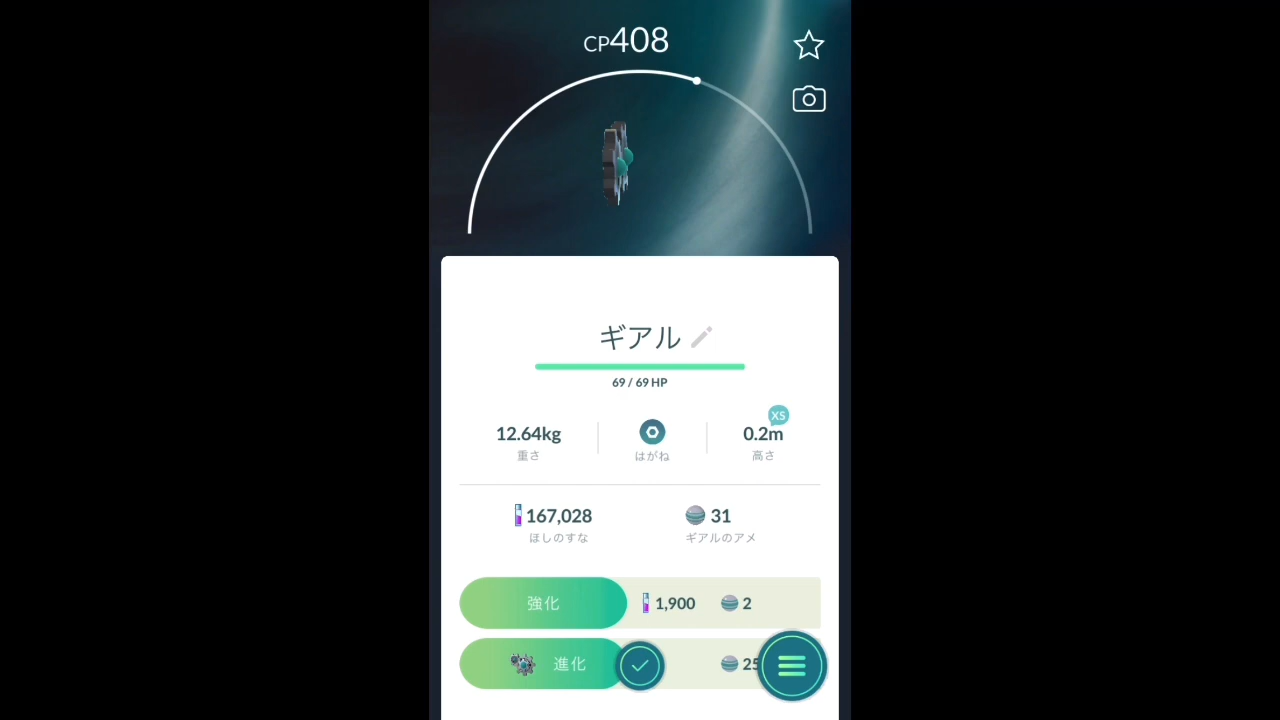 CP408
ギアル
69 / 69 HP
XS
12.64kg
0.2m
重さ
はがね
高さ
167,028
31
ほしのすな
ギアルのアメ
強化
1,900
2
進化
25